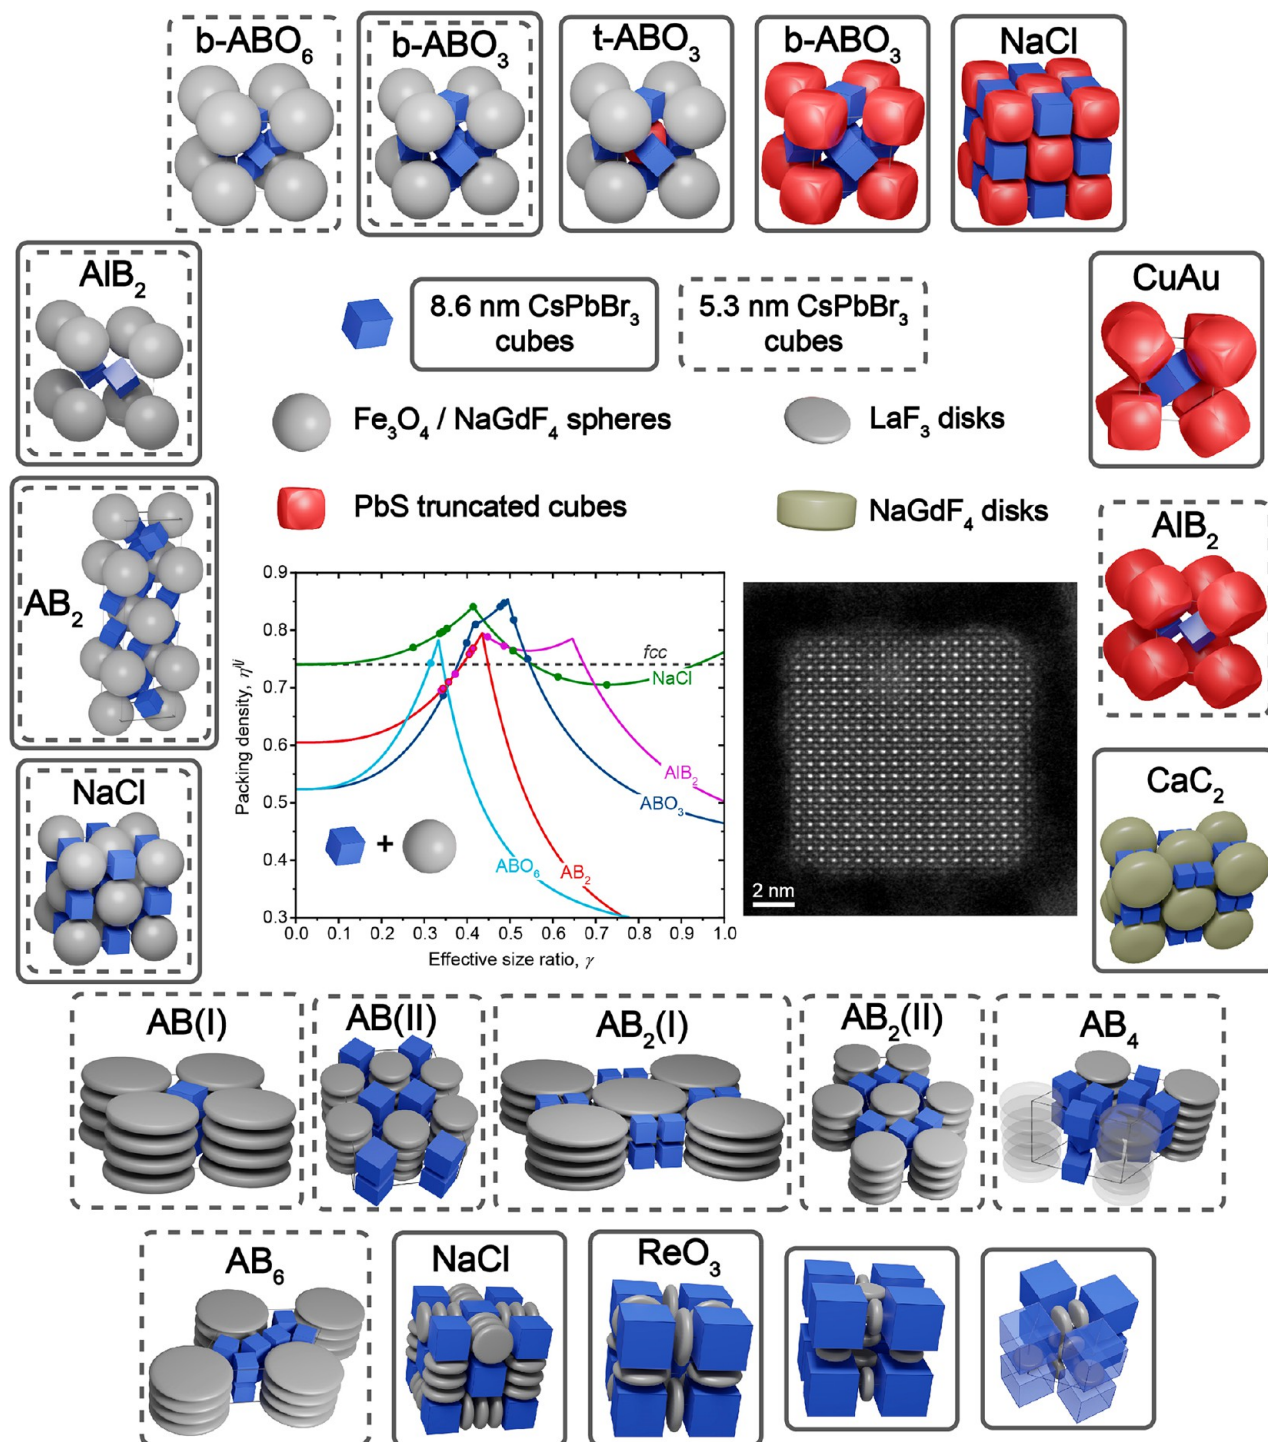 b-ABO₆
b-ABO₃
t-ABO₃
b-ABO₃
NaCl
AlB₂
8.6 nm CsPbBr₃
cubes
5.3 nm CsPbBr₃
cubes
CuAu
Fe₃O₄ / NaGdF₄ spheres
LaF₃ disks
PbS truncated cubes
NaGdF₄ disks
AB₂
AlB₂
NaCl
CaC₂
Packing density, η^ψ
0.9
0.8
0.7
0.6
0.5
0.4
0.3
fcc
NaCl
AlB₂
ABO₃
+
ABO₆
AB₂
0.0 0.1 0.2 0.3 0.4 0.5 0.6 0.7 0.8 0.9 1.0
Effective size ratio, γ
2 nm
AB(I)
AB(II)
AB₂(I)
AB₂(II)
AB₄
AB₆
NaCl
ReO₃